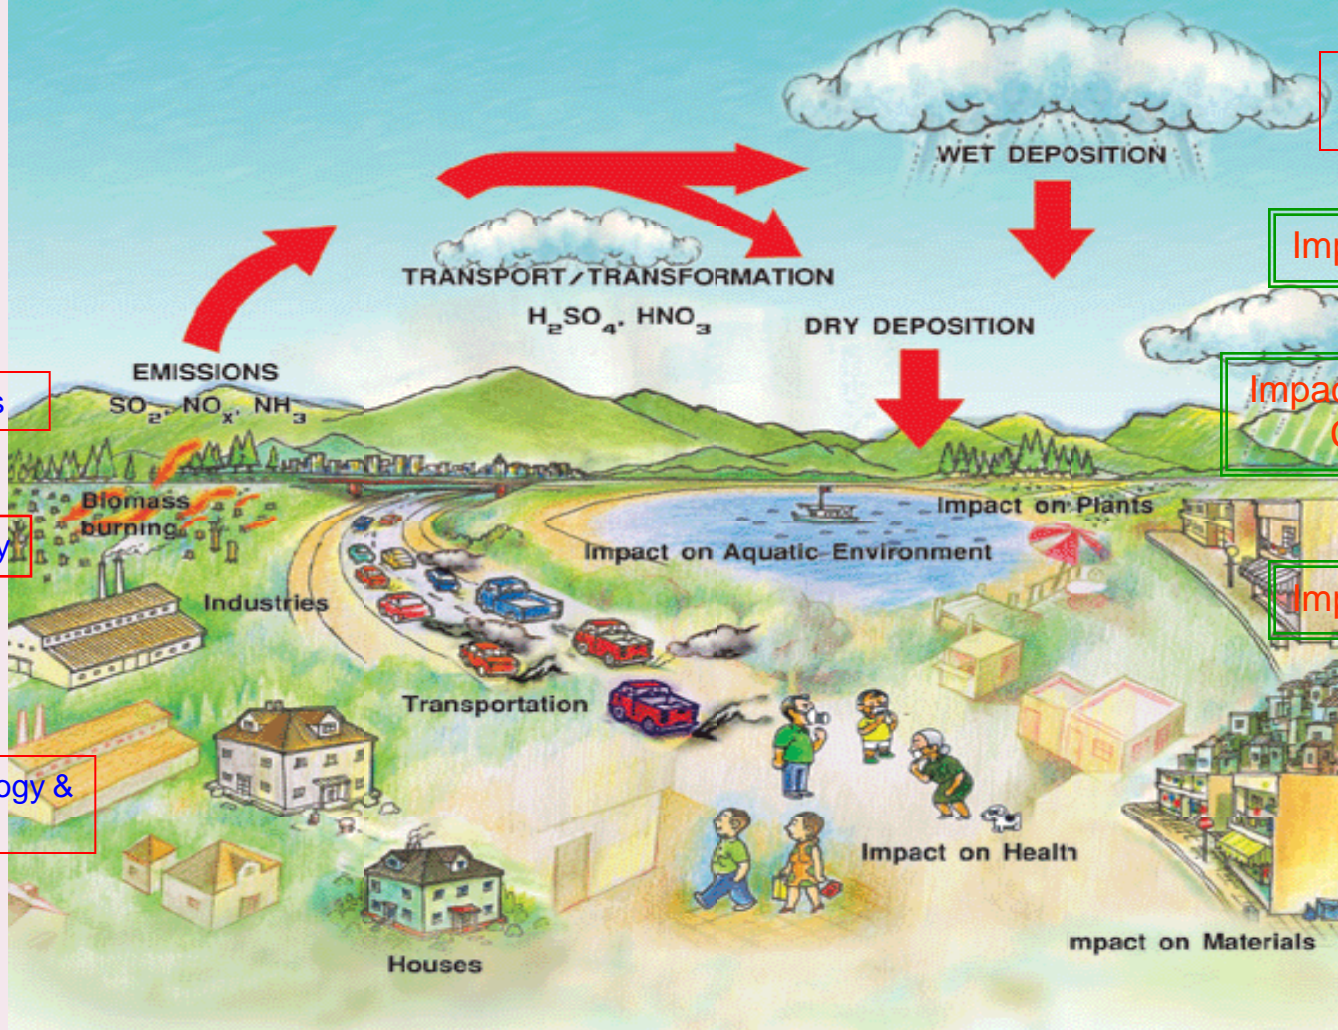 WET DEPOSITION
TRANSPORT/TRANSFORMATION
H₂SO₄, HNO₃
DRY DEPOSITION
EMISSIONS
SO₂, NOₓ, NH₃
Biomass
burning
Impact on Plants
Impact on Aquatic Environment
Industries
Transportation
ogy &
Impact on Health
mpact on Materials
Houses
Imp
Impac
Imp
s
y